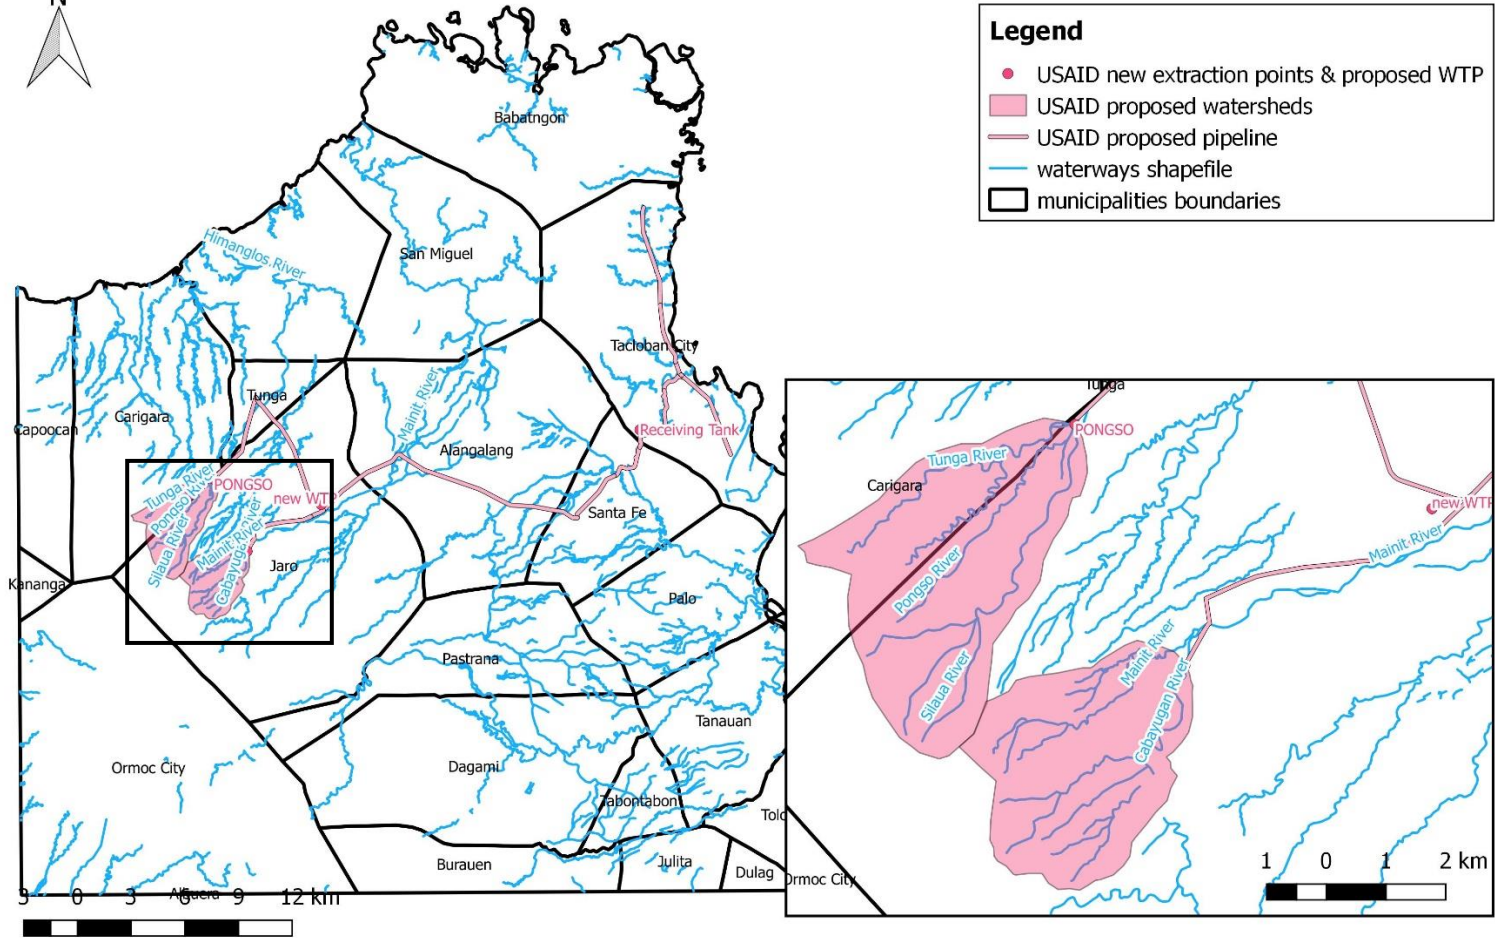 N
Legend
USAID new extraction points & proposed WTP
USAID proposed watersheds
USAID proposed pipeline
waterways shapefile
municipalities boundaries
Babatngon
Himanglos River
San Miguel
Tacloban City
Tunga
Carigara
Capoocan
Mainit River
Alangalang
Receiving Tank
Tunga River
PONGSO
Pongso River
new WTP
Silaua River
Mainit River
Cabayugan River
Santa Fe
Jaro
Kananga
Palo
Pastrana
Tanauan
Ormoc City
Dagami
Tabontabon
Burauen
Julita
Dulag
Albuera
3 0 3 6 9 12 km
Tunga
PONGSO
Tunga River
Carigara
new WTP
Mainit River
Pongso River
Mainit River
Silaua River
Cabayugan River
Ormoc City
1 0 1 2 km